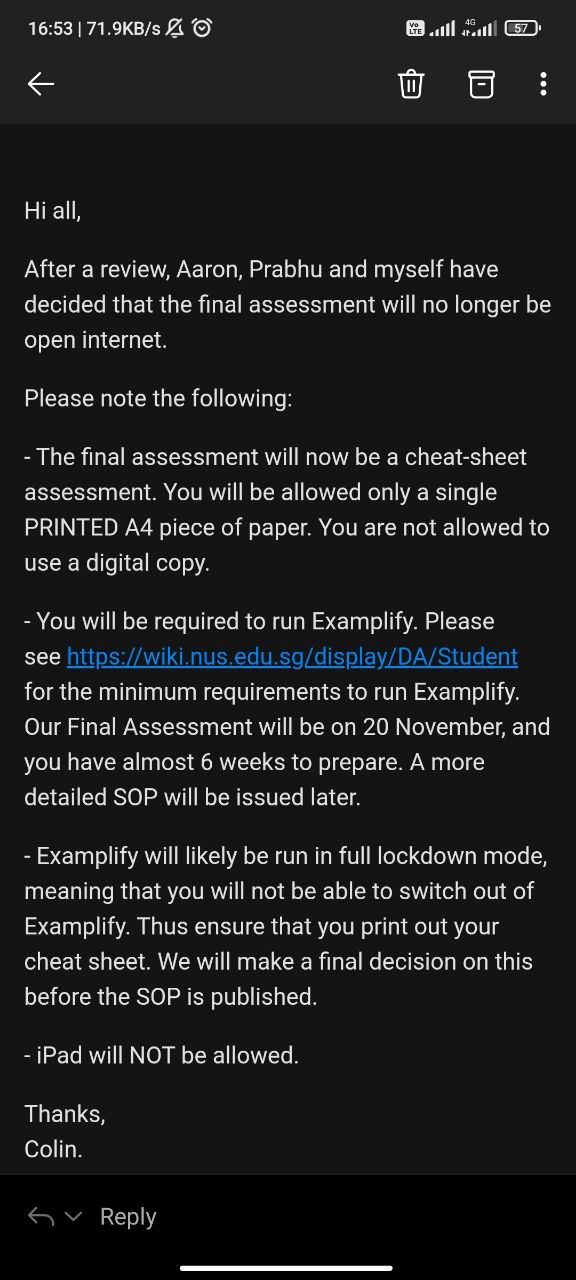 16:53 | 71.9KB/s
Vo LTE 4G 57
Hi all,
After a review, Aaron, Prabhu and myself have
decided that the final assessment will no longer be
open internet.
Please note the following:
- The final assessment will now be a cheat-sheet
assessment. You will be allowed only a single
PRINTED A4 piece of paper. You are not allowed to
use a digital copy.
- You will be required to run Examplify. Please
see https://wiki.nus.edu.sg/display/DA/Student
for the minimum requirements to run Examplify.
Our Final Assessment will be on 20 November, and
you have almost 6 weeks to prepare. A more
detailed SOP will be issued later.
- Examplify will likely be run in full lockdown mode,
meaning that you will not be able to switch out of
Examplify. Thus ensure that you print out your
cheat sheet. We will make a final decision on this
before the SOP is published.
- iPad will NOT be allowed.
Thanks,
Colin.
Reply